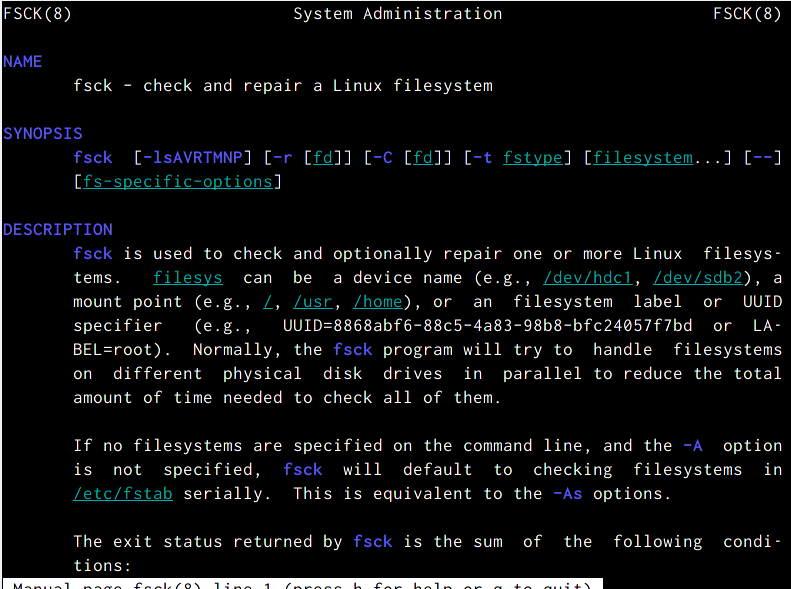 FSCK(8) System Administration FSCK(8)
NAME
fsck - check and repair a Linux filesystem
SYNOPSIS
fsck [-lsAVRTMNP] [-r [fd]] [-C [fd]] [-t fstype] [filesystem...] [--]
[fs-specific-options]
DESCRIPTION
fsck is used to check and optionally repair one or more Linux filesys-
tems. filesys can be a device name (e.g., /dev/hdc1, /dev/sdb2), a
mount point (e.g., /, /usr, /home), or an filesystem label or UUID
specifier (e.g., UUID=8868abf6-88c5-4a83-98b8-bfc24057f7bd or LA-
BEL=root). Normally, the fsck program will try to handle filesystems
on different physical disk drives in parallel to reduce the total
amount of time needed to check all of them.
If no filesystems are specified on the command line, and the -A option
is not specified, fsck will default to checking filesystems in
/etc/fstab serially. This is equivalent to the -As options.
The exit status returned by fsck is the sum of the following condi-
tions:
Manual page fsck(8) line 1 (press h for help or q to quit)